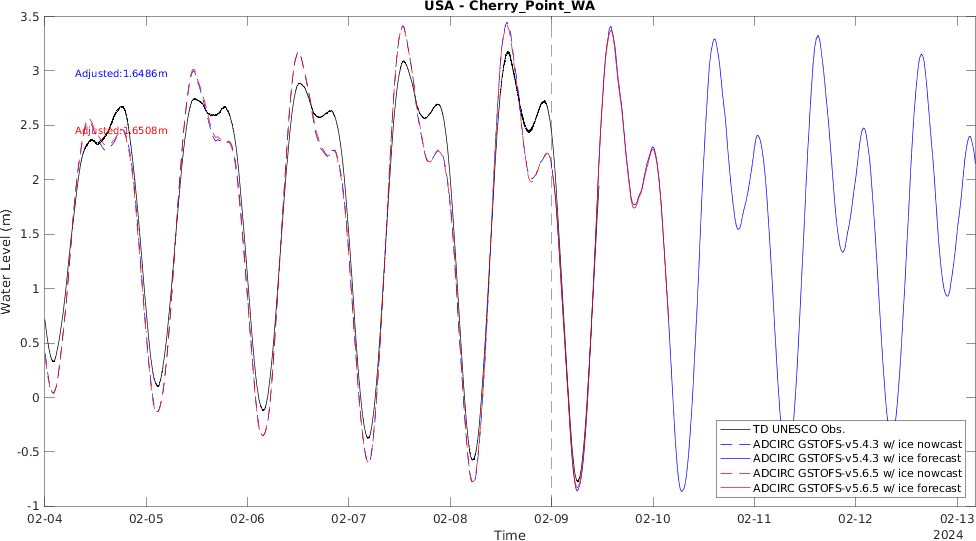 USA - Cherry_Point_WA
3.5
3
2.5
2
1.5
1
0.5
0
-0.5
-1
Water Level (m)
Adjusted:1.6486m
Adjusted:1.6508m
TD UNESCO Obs.
ADCIRC GSTOFS-v5.4.3 w/ ice nowcast
ADCIRC GSTOFS-v5.4.3 w/ ice forecast
ADCIRC GSTOFS-v5.6.5 w/ ice nowcast
ADCIRC GSTOFS-v5.6.5 w/ ice forecast
02-04 02-05 02-06 02-07 02-08 02-09 02-10 02-11 02-12 02-13
Time
2024